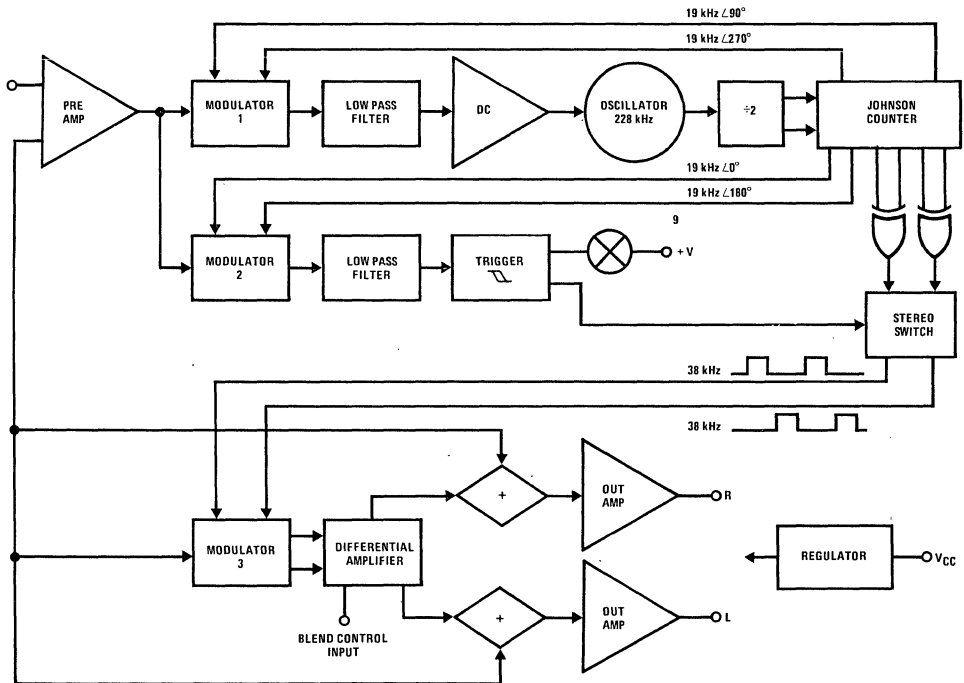 19 kHz ∠90°
19 kHz ∠270°
PRE
AMP
MODULATOR
1
LOW PASS
FILTER
DC
OSCILLATOR
228 kHz
÷2
JOHNSON
COUNTER
19 kHz ∠0°
19 kHz ∠180°
9
+V
MODULATOR
2
LOW PASS
FILTER
TRIGGER
STEREO
SWITCH
38 kHz
38 kHz
+
OUT
AMP
R
MODULATOR
3
DIFFERENTIAL
AMPLIFIER
REGULATOR
VCC
+
OUT
AMP
L
BLEND CONTROL
INPUT